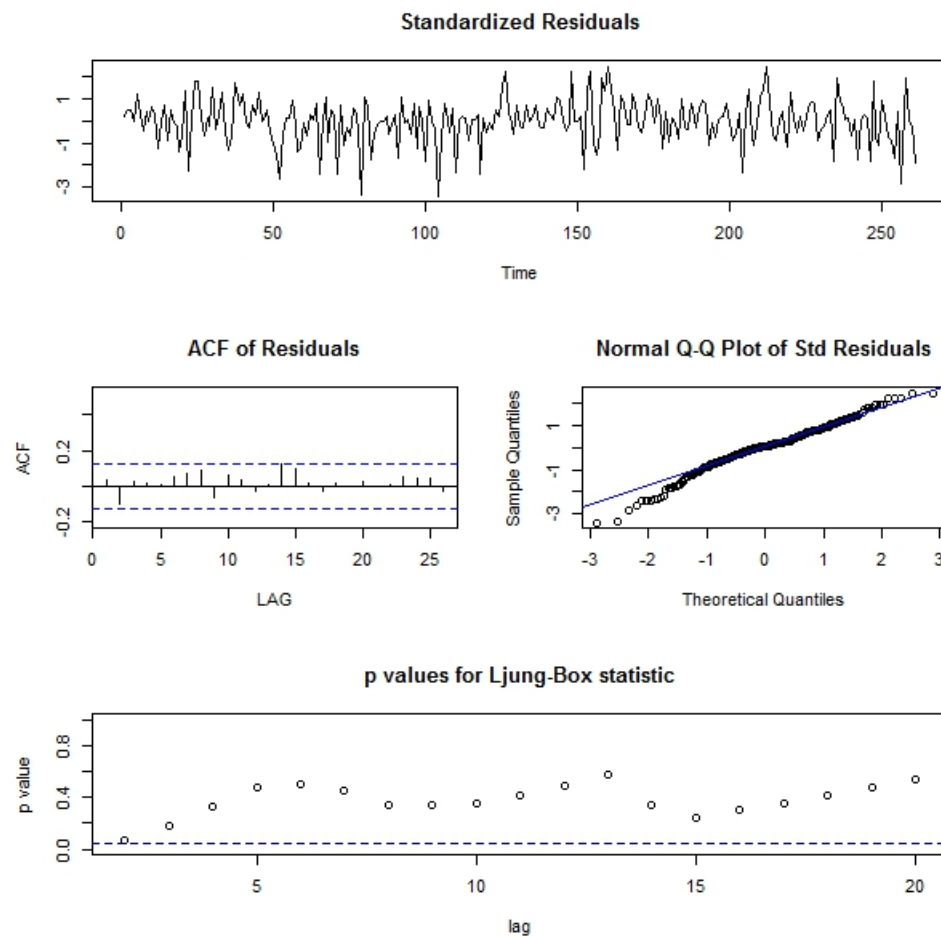 Standardized Residuals
1
-1
-3
0 50 100 150 200 250
Time
ACF of Residuals
ACF
0.2
-0.2
0 5 10 15 20 25
LAG
Normal Q-Q Plot of Std Residuals
Sample Quantiles
1
-1
-3
-3 -2 -1 0 1 2 3
Theoretical Quantiles
p values for Ljung-Box statistic
p value
0.8
0.4
0.0
5 10 15 20
lag